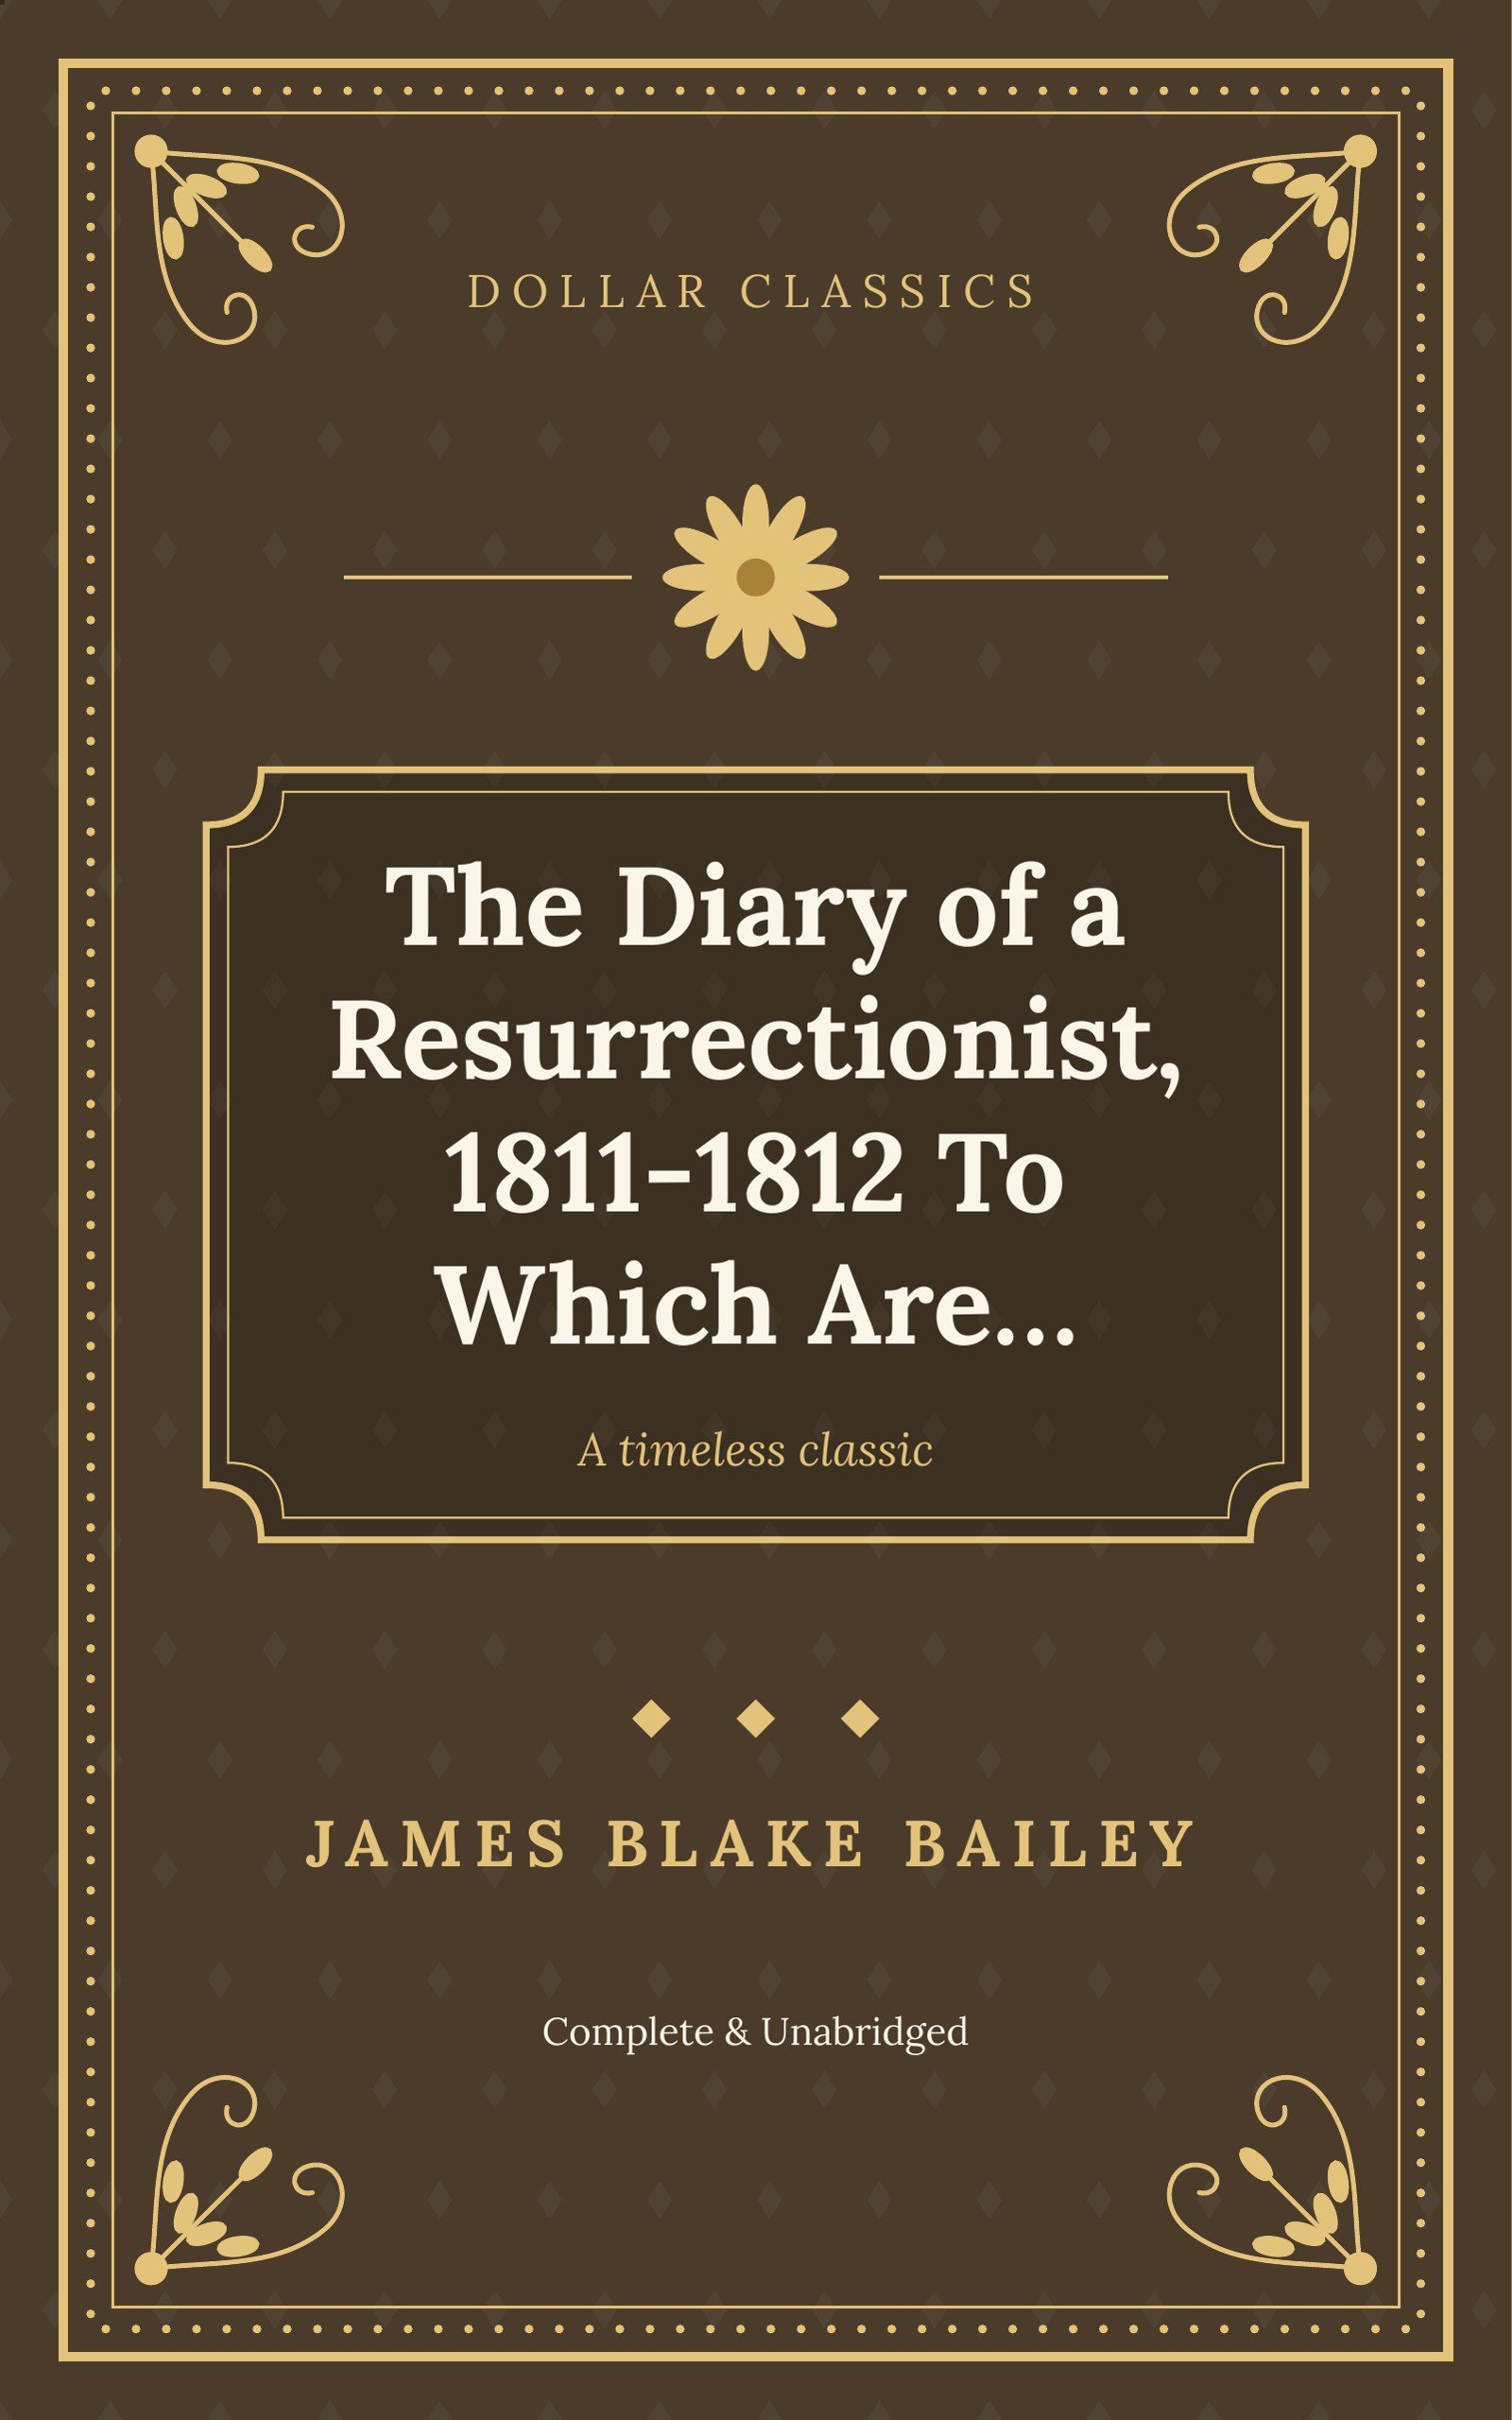 DOLLAR CLASSICS
The Diary of a
Resurrectionist,
1811–1812 To
Which Are...
A timeless classic
JAMES BLAKE BAILEY
Complete & Unabridged